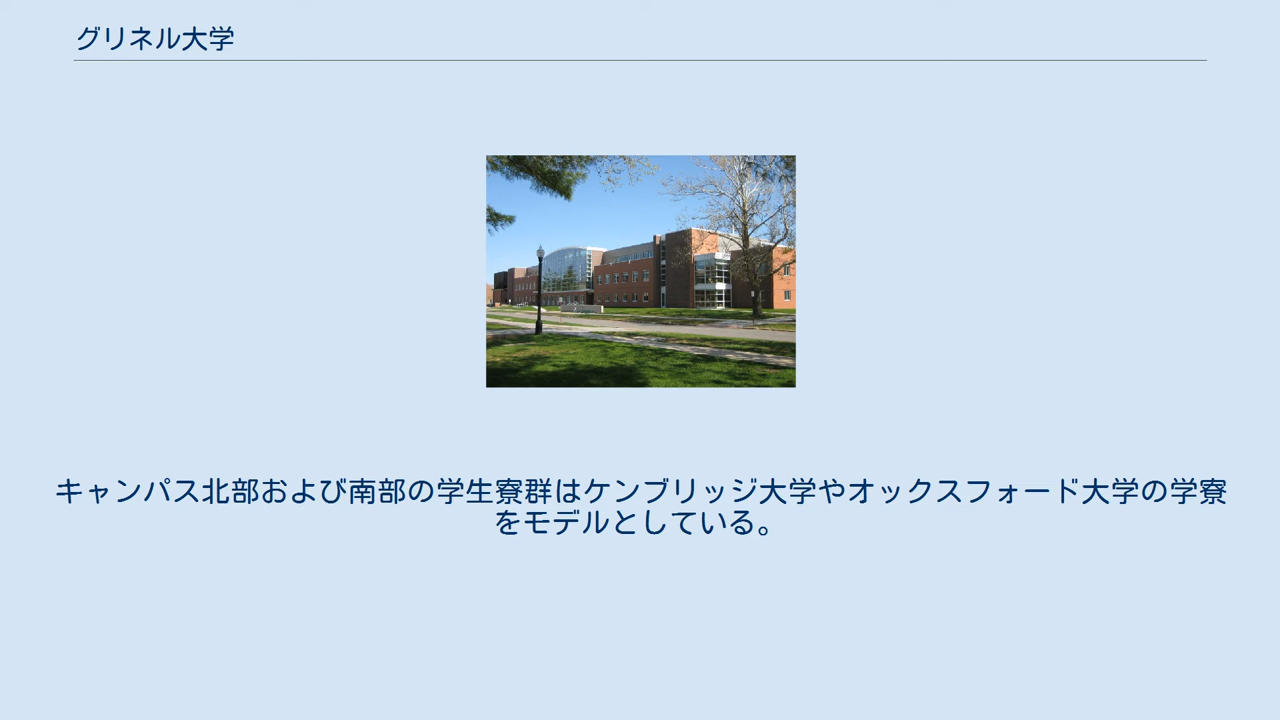 グリネル大学
キャンパス北部および南部の学生寮群はケンブリッジ大学やオックスフォード大学の学寮
をモデルとしている。